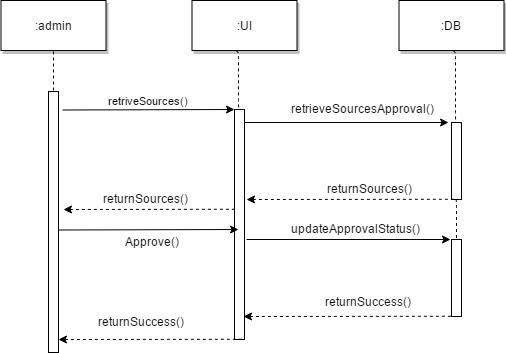 :admin
:UI
:DB
retriveSources()
retrieveSourcesApproval()
returnSources()
returnSources()
Approve()
updateApprovalStatus()
returnSuccess()
returnSuccess()